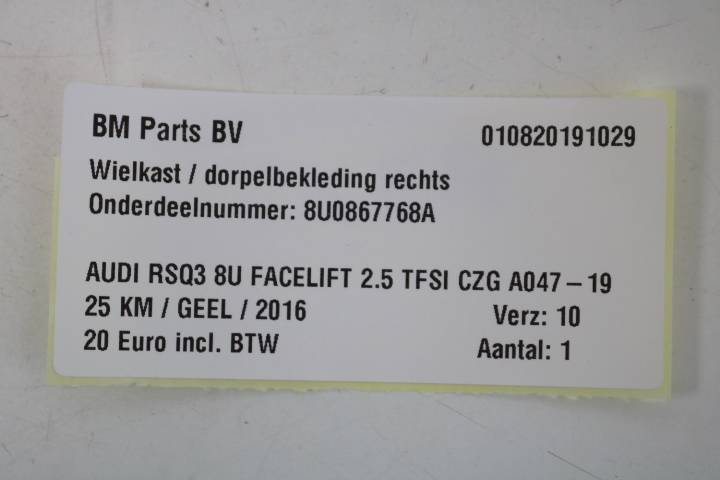 BM Parts BV 010820191029
Wielkast / dorpelbekleding rechts
Onderdeelnummer: 8U0867768A
AUDI RSQ3 8U FACELIFT 2.5 TFSI CZG A047 – 19
25 KM / GEEL / 2016 Verz: 10
20 Euro incl. BTW Aantal: 1